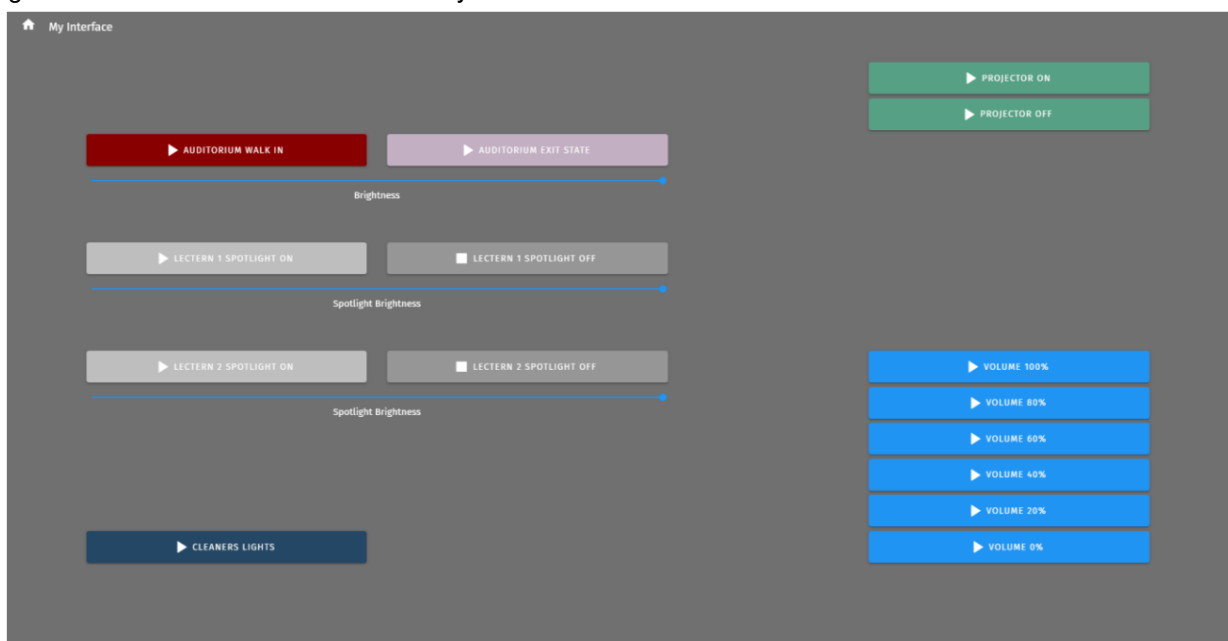 My Interface
PROJECTOR ON
PROJECTOR OFF
AUDITORIUM WALK IN
AUDITORIUM EXIT STATE
Brightness
LECTERN 1 SPOTLIGHT ON
LECTERN 1 SPOTLIGHT OFF
Spotlight Brightness
LECTERN 2 SPOTLIGHT ON
LECTERN 2 SPOTLIGHT OFF
Spotlight Brightness
VOLUME 100%
VOLUME 80%
VOLUME 60%
VOLUME 40%
VOLUME 20%
CLEANERS LIGHTS
VOLUME 0%